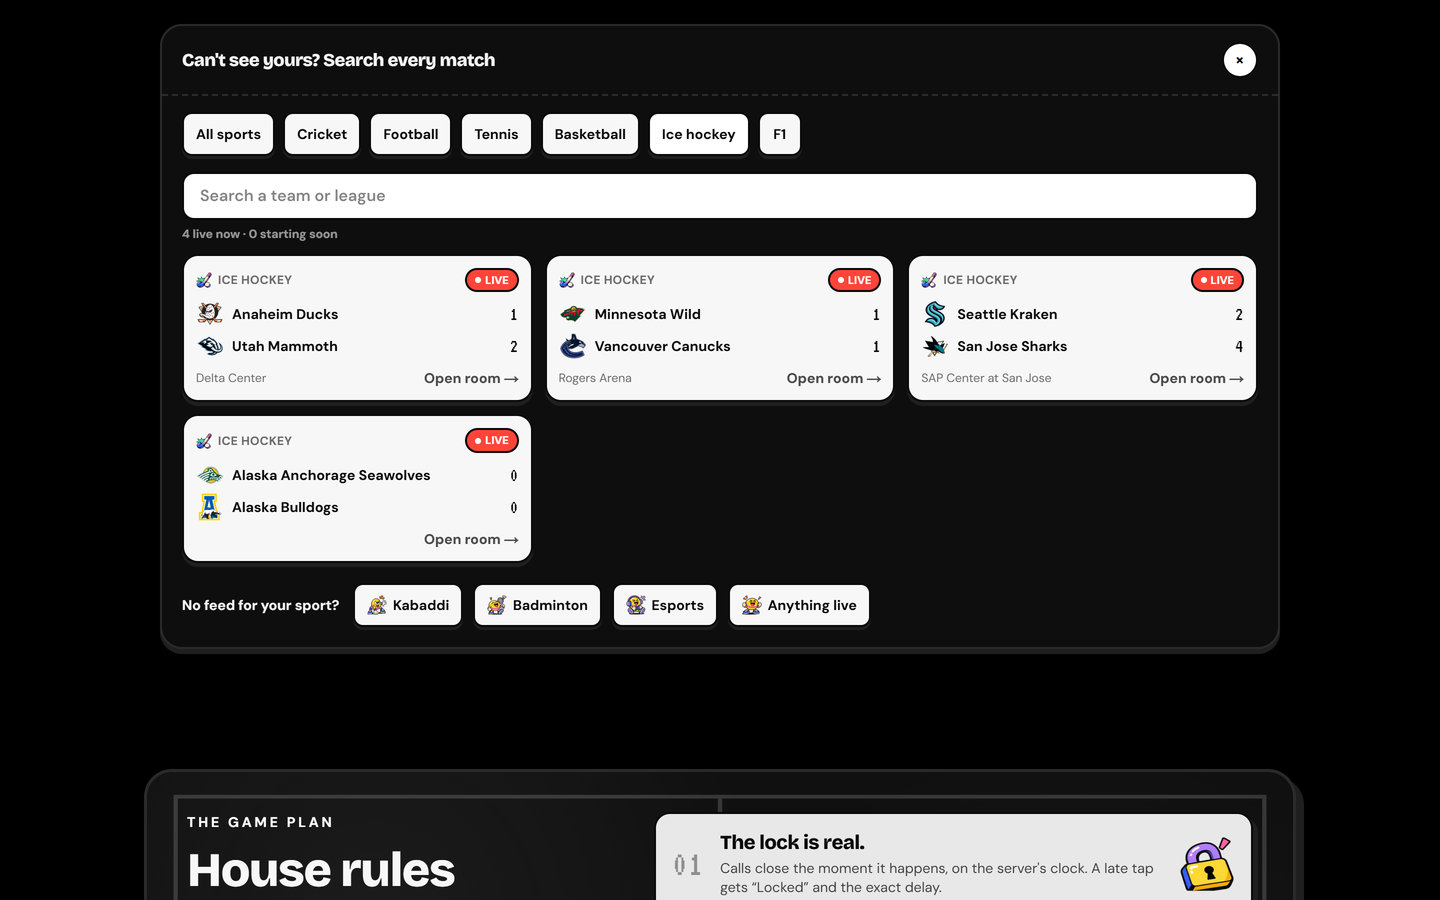 Can't see yours? Search every match
×
All sports
Cricket
Football
Tennis
Basketball
Ice hockey
F1
Search a team or league
4 live now · 0 starting soon
ICE HOCKEY
LIVE
Anaheim Ducks 1
Utah Mammoth 2
Delta Center
Open room →
ICE HOCKEY
LIVE
Minnesota Wild 1
Vancouver Canucks 1
Rogers Arena
Open room →
ICE HOCKEY
LIVE
Seattle Kraken 2
San Jose Sharks 4
SAP Center at San Jose
Open room →
ICE HOCKEY
LIVE
Alaska Anchorage Seawolves 0
Alaska Bulldogs 0
Open room →
No feed for your sport?
Kabaddi
Badminton
Esports
Anything live
THE GAME PLAN
House rules
01
The lock is real.
Calls close the moment it happens, on the server's clock. A late tap
gets “Locked” and the exact delay.